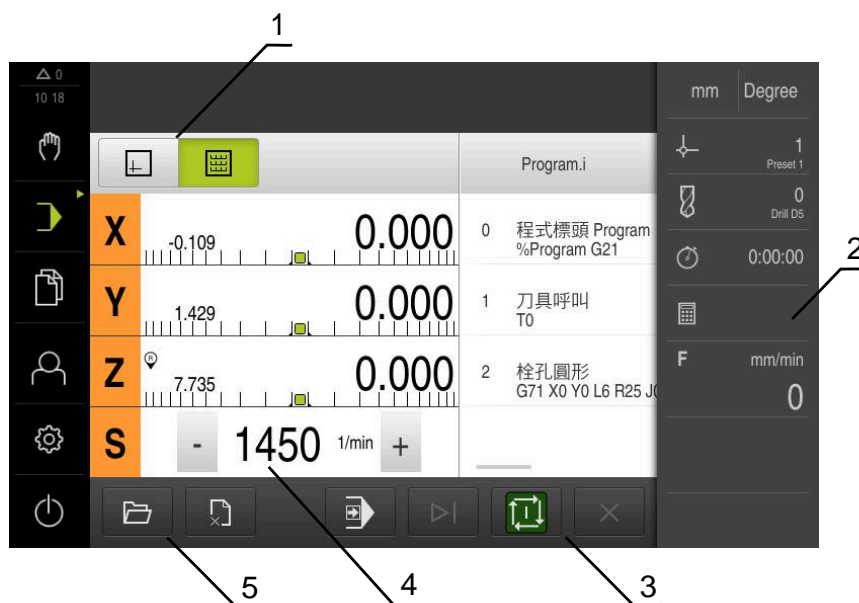 1
0
10 18
mm Degree
1
Preset 1
Program.i
0
Drill D5
X -0.109 0.000
0 程式標頭 Program
%Program G21
0:00:00
2
Y 1.429 0.000
1 刀具呼叫
T0
F mm/min
0
Z R 7.735 0.000
2 栓孔圓形
G71 X0 Y0 L6 R25 J
S - 1450 1/min +
5 4 3